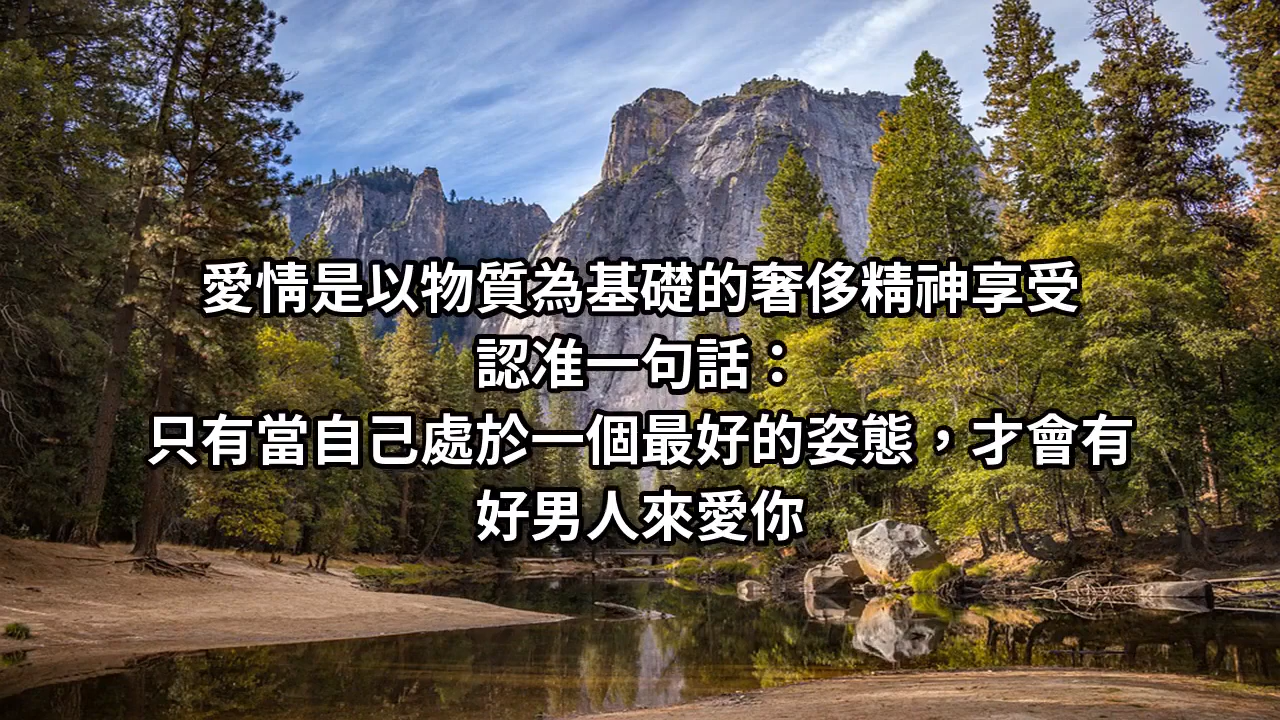 愛情是以物質為基礎的奢侈精神享受
認准一句話：
只有當自己處於一個最好的姿態，才會有
好男人來愛你